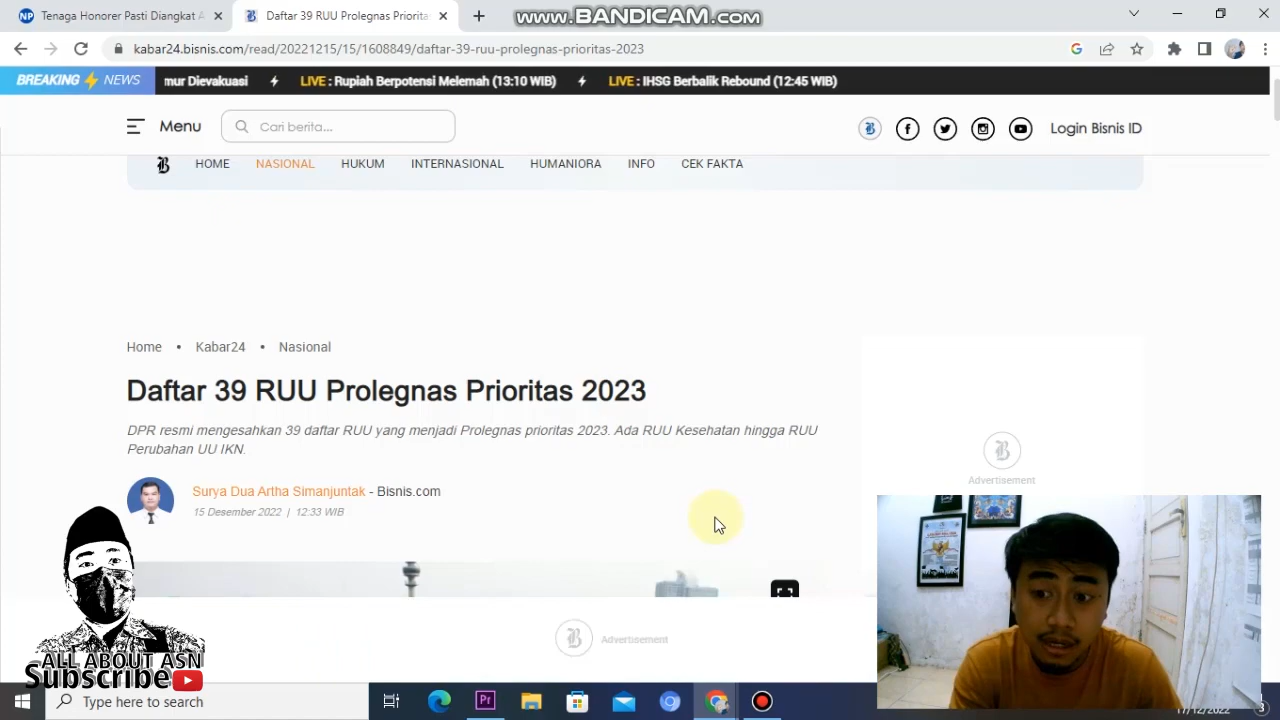 Tenaga Honorer Pasti Diangkat
Daftar 39 RUU Prolegnas Priorita
www.BANDICAM.com
kabar24.bisnis.com/read/20221215/15/1608849/daftar-39-ruu-prolegnas-prioritas-2023
BREAKING NEWS
mur Dievakuasi
LIVE : Rupiah Berpotensi Melemah (13:10 WIB)
LIVE : IHSG Berbalik Rebound (12:45 WIB)
Menu
Cari berita...
Login Bisnis ID
HOME
NASIONAL
HUKUM
INTERNASIONAL
HUMANIORA
INFO
CEK FAKTA
Home • Kabar24 • Nasional
Daftar 39 RUU Prolegnas Prioritas 2023
DPR resmi mengesahkan 39 daftar RUU yang menjadi Prolegnas prioritas 2023. Ada RUU Kesehatan hingga RUU
Perubahan UU IKN.
Surya Dua Artha Simanjuntak - Bisnis.com
15 Desember 2022 | 12:33 WIB
Advertisement
Advertisement
ALL ABOUT ASN
Subscribe
Type here to search
17/12/2022